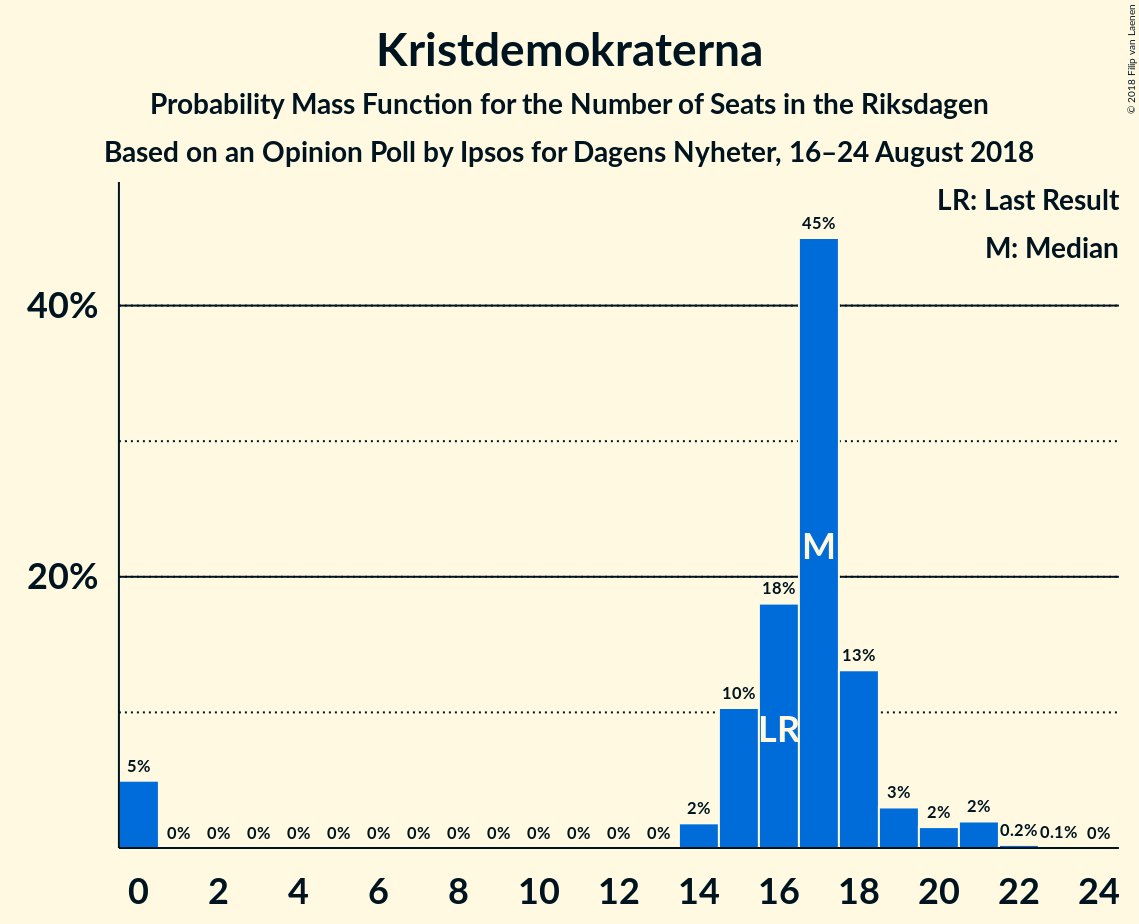 Kristdemokraterna
Probability Mass Function for the Number of Seats in the Riksdagen
Based on an Opinion Poll by Ipsos for Dagens Nyheter, 16–24 August 2018
© 2018 Filip van Laenen
LR: Last Result
M: Median
45%
40%
M
20%
18%
13%
10%
LR
5%
3%
2%
2%
2%
0% 0% 0% 0% 0% 0% 0% 0% 0% 0% 0% 0% 0% 0.2% 0.1% 0%
0 2 4 6 8 10 12 14 16 18 20 22 24